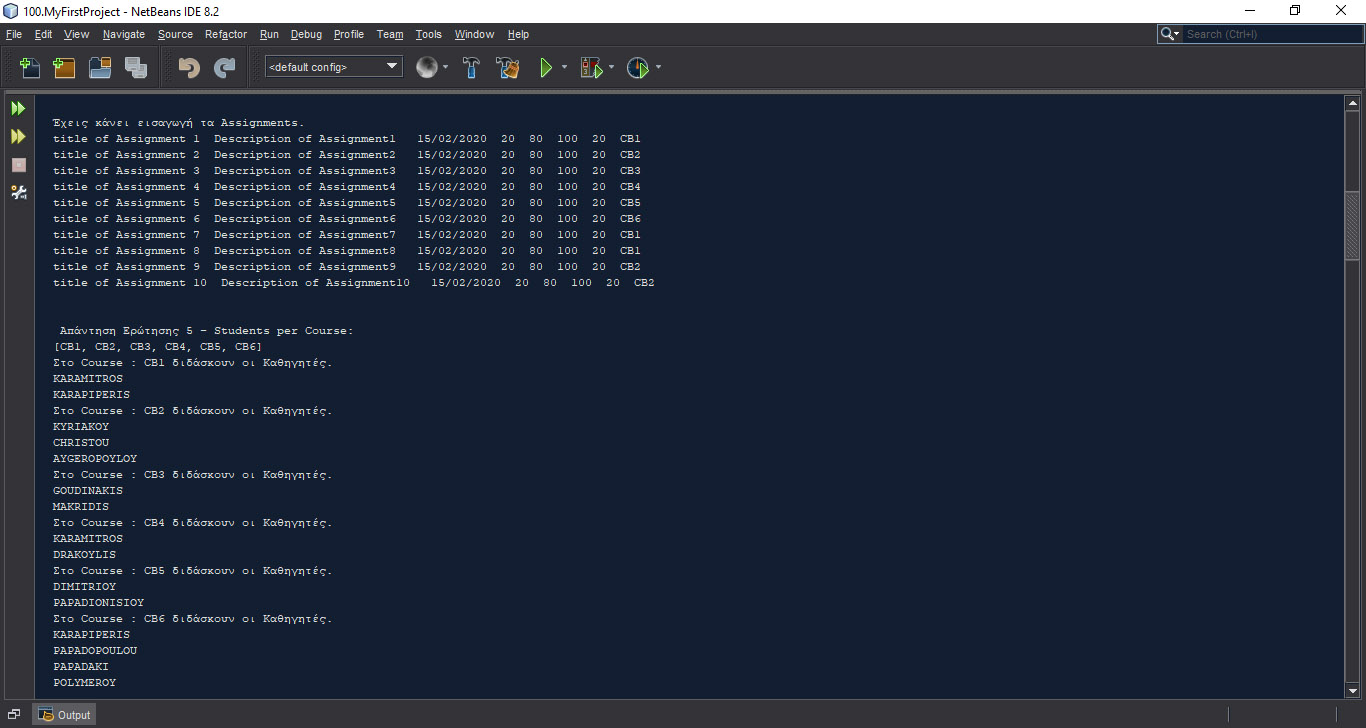 100.MyFirstProject - NetBeans IDE 8.2
File Edit View Navigate Source Refactor Run Debug Profile Team Tools Window Help
Search (Ctrl+I)
<default config>
Έχεις κάνει εισαγωγή τα Assignments.
title of Assignment 1  Description of Assignment1   15/02/2020  20  80  100  20  CB1
title of Assignment 2  Description of Assignment2   15/02/2020  20  80  100  20  CB2
title of Assignment 3  Description of Assignment3   15/02/2020  20  80  100  20  CB3
title of Assignment 4  Description of Assignment4   15/02/2020  20  80  100  20  CB4
title of Assignment 5  Description of Assignment5   15/02/2020  20  80  100  20  CB5
title of Assignment 6  Description of Assignment6   15/02/2020  20  80  100  20  CB6
title of Assignment 7  Description of Assignment7   15/02/2020  20  80  100  20  CB1
title of Assignment 8  Description of Assignment8   15/02/2020  20  80  100  20  CB1
title of Assignment 9  Description of Assignment9   15/02/2020  20  80  100  20  CB2
title of Assignment 10  Description of Assignment10   15/02/2020  20  80  100  20  CB2
Απάντηση Ερώτησης 5 - Students per Course:
[CB1, CB2, CB3, CB4, CB5, CB6]
Στο Course : CB1 διδάσκουν οι Καθηγητές.
KARAMITROS
KARAPIPERIS
Στο Course : CB2 διδάσκουν οι Καθηγητές.
KYRIAKOY
CHRISTOU
AYGEROPOYLOY
Στο Course : CB3 διδάσκουν οι Καθηγητές.
GOUDINAKIS
MAKRIDIS
Στο Course : CB4 διδάσκουν οι Καθηγητές.
KARAMITROS
DRAKOYLIS
Στο Course : CB5 διδάσκουν οι Καθηγητές.
DIMITRIOY
PAPADIONISIOY
Στο Course : CB6 διδάσκουν οι Καθηγητές.
KARAPIPERIS
PAPADOPOULOU
PAPADAKI
POLYMEROY
Output